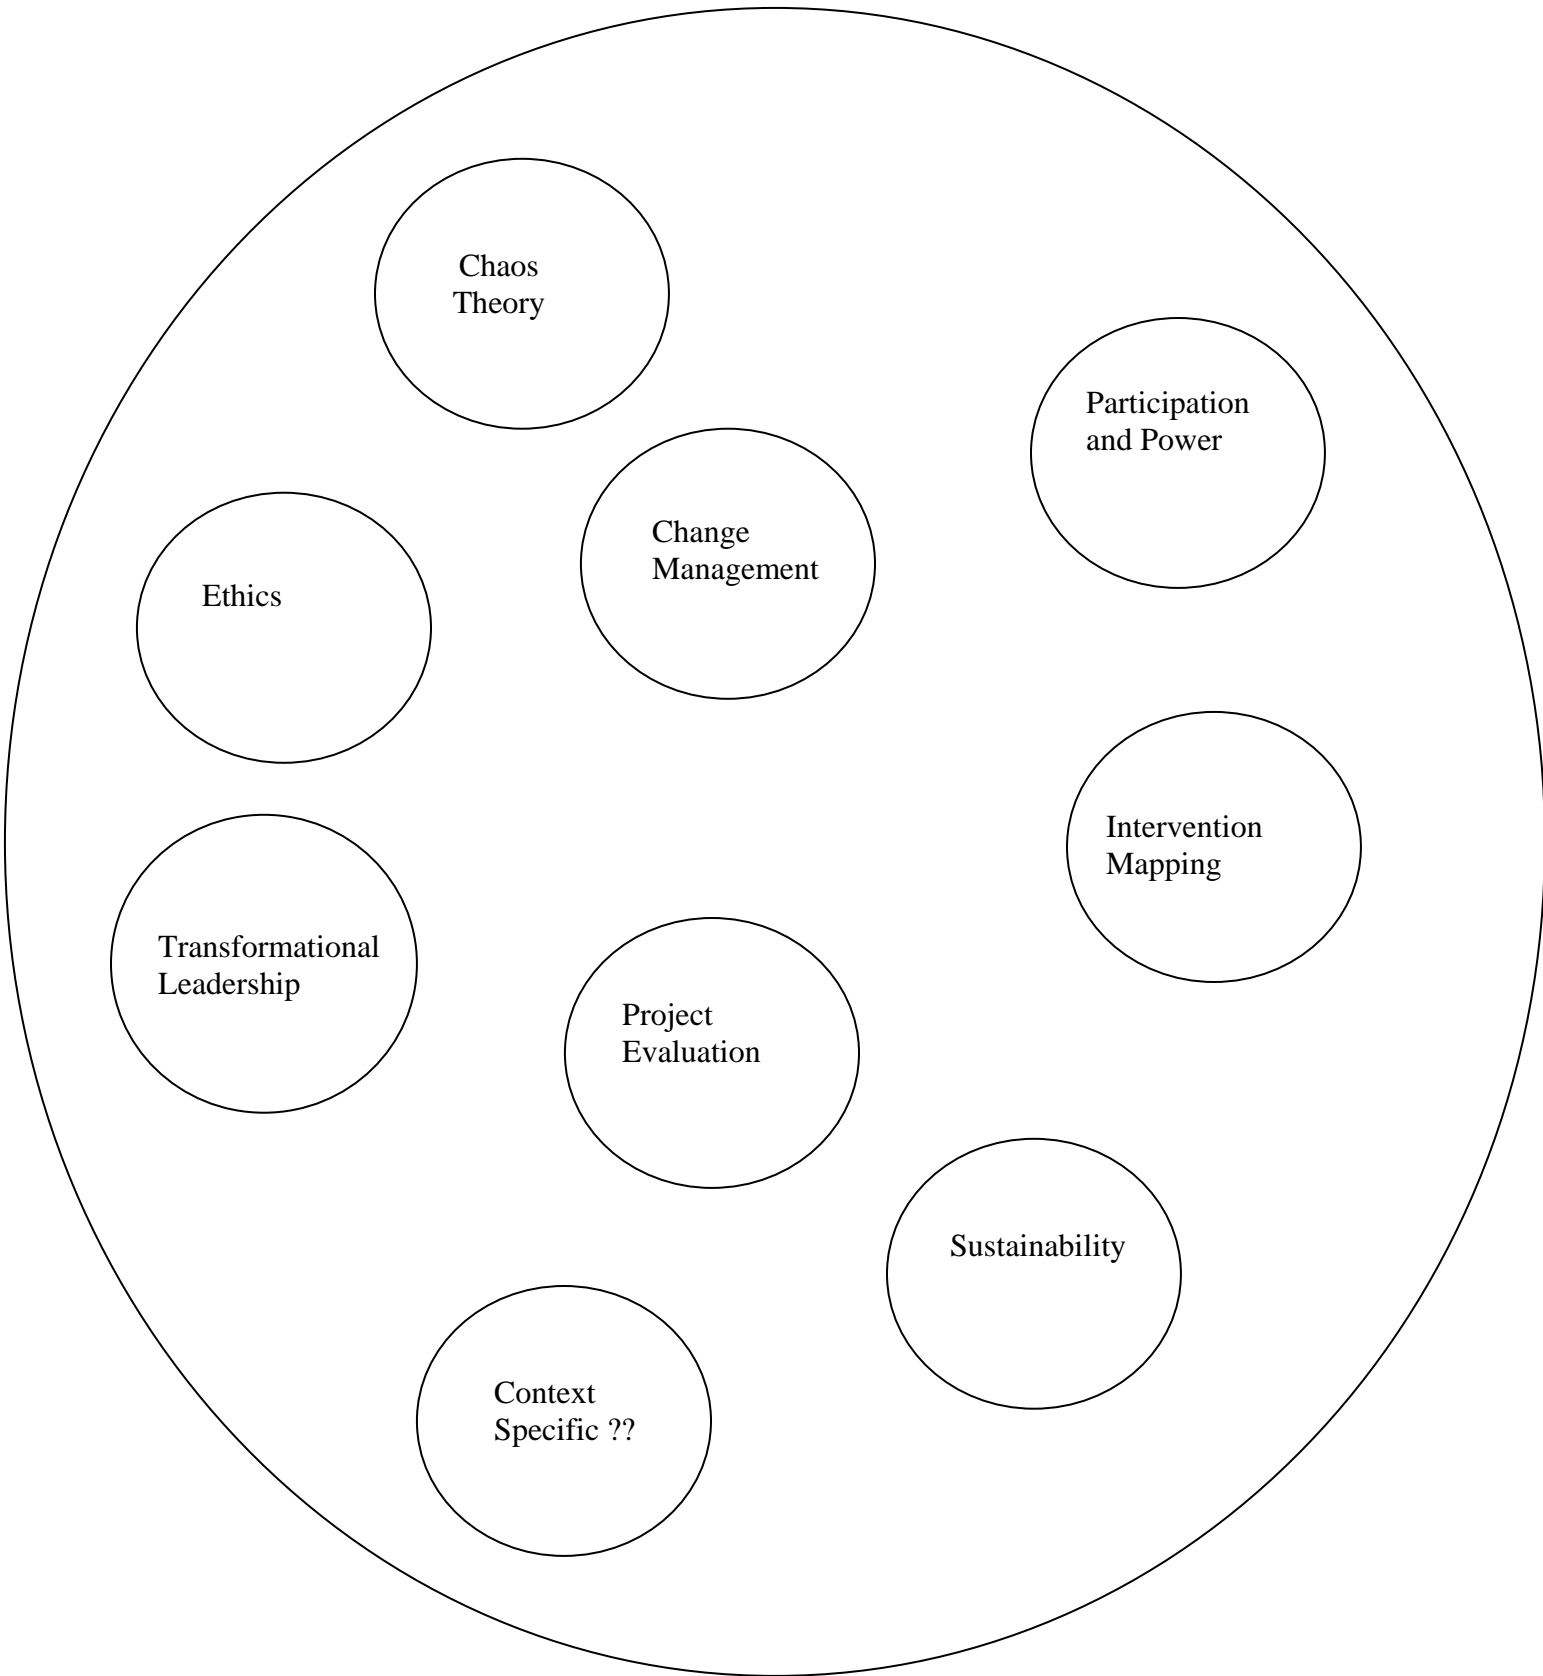 Chaos
Theory
Participation
and Power
Change
Management
Ethics
Intervention
Mapping
Transformational
Leadership
Project
Evaluation
Sustainability
Context
Specific ??